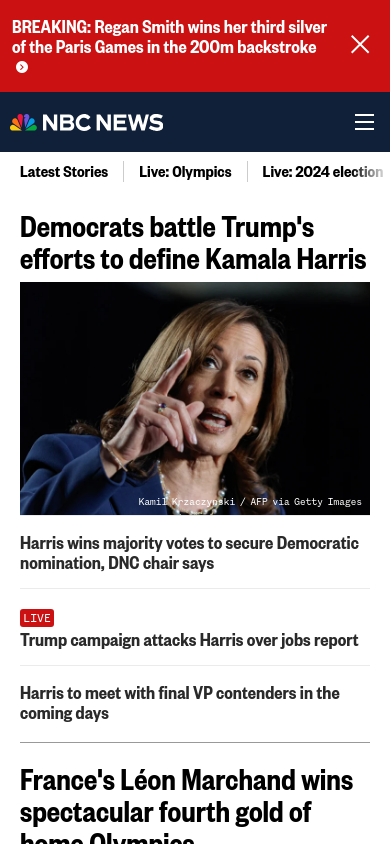 BREAKING: Regan Smith wins her third silver
of the Paris Games in the 200m backstroke
NBC NEWS
Latest Stories
Live: Olympics
Live: 2024 election
Democrats battle Trump's
efforts to define Kamala Harris
Kamil Krzaczynski / AFP via Getty Images
Harris wins majority votes to secure Democratic
nomination, DNC chair says
LIVE
Trump campaign attacks Harris over jobs report
Harris to meet with final VP contenders in the
coming days
France's Léon Marchand wins
spectacular fourth gold of
home Olympics